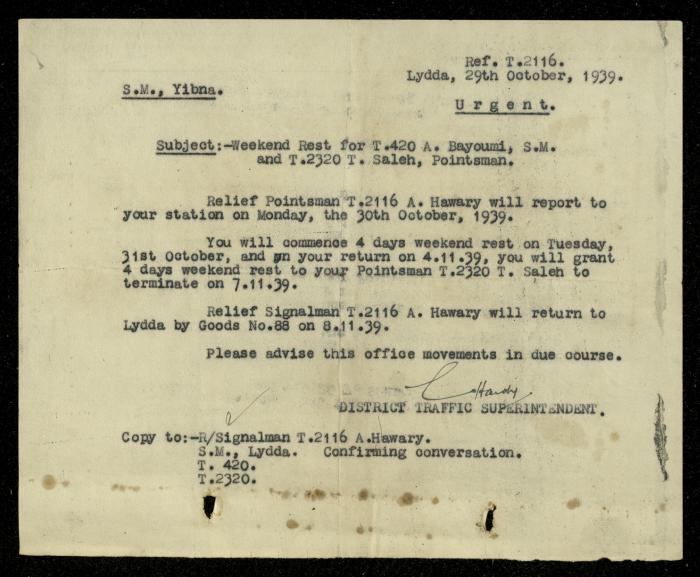 Ref. T.2116.
Lydda, 29th October, 1939.
S.M., Yibna.
Urgent.
Subject:-Weekend Rest for T.420 A. Bayoumi, S.M.
and T.2320 T. Saleh, Pointsman.
Relief Pointsman T.2116 A. Hawary will report to
your station on Monday, the 30th October, 1939.
You will commence 4 days weekend rest on Tuesday,
31st October, and on your return on 4.11.39, you will grant
4 days weekend rest to your Pointsman T.2320 T. Saleh to
terminate on 7.11.39.
Relief Signalman T.2116 A. Hawary will return to
Lydda by Goods No.88 on 8.11.39.
Please advise this office movements in due course.
DISTRICT TRAFFIC SUPERINTENDENT.
Copy to:-R/Signalman T.2116 A.Hawary.
S.M., Lydda. Confirming conversation.
T. 420.
T.2320.